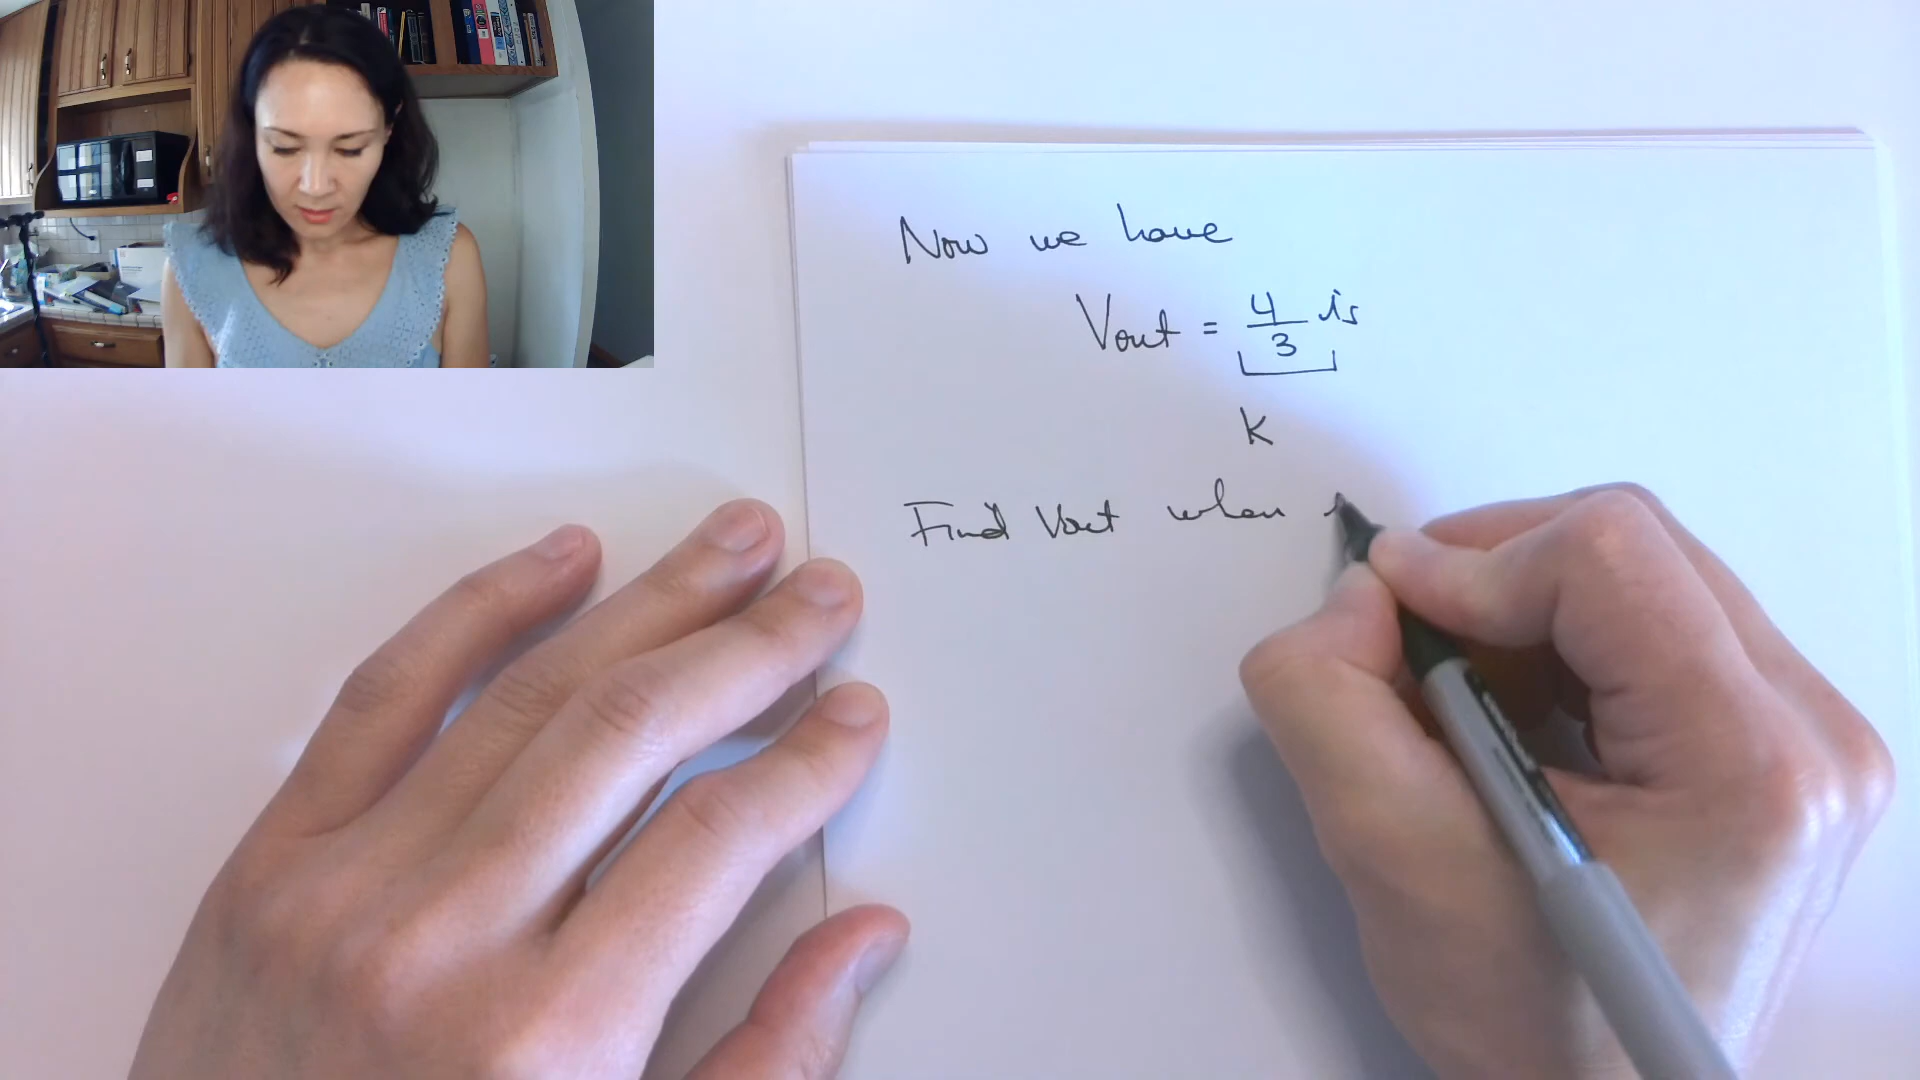 Now we have
Vout = 4/3 is
k
Find Vout when i